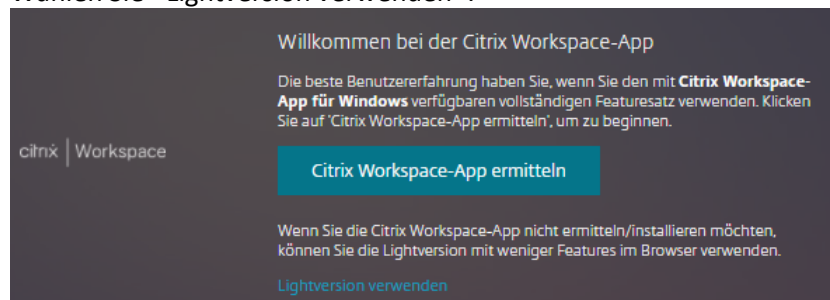 Wählen Sie "Lightversion verwenden".
Willkommen bei der Citrix Workspace-App
Die beste Benutzererfahrung haben Sie, wenn Sie den mit Citrix Workspace-
App für Windows verfügbaren vollständigen Featuresatz verwenden. Klicken
Sie auf 'Citrix Workspace-App ermitteln', um zu beginnen.
citrix | Workspace
Citrix Workspace-App ermitteln
Wenn Sie die Citrix Workspace-App nicht ermitteln/installieren möchten,
können Sie die Lightversion mit weniger Features im Browser verwenden.
Lightversion verwenden